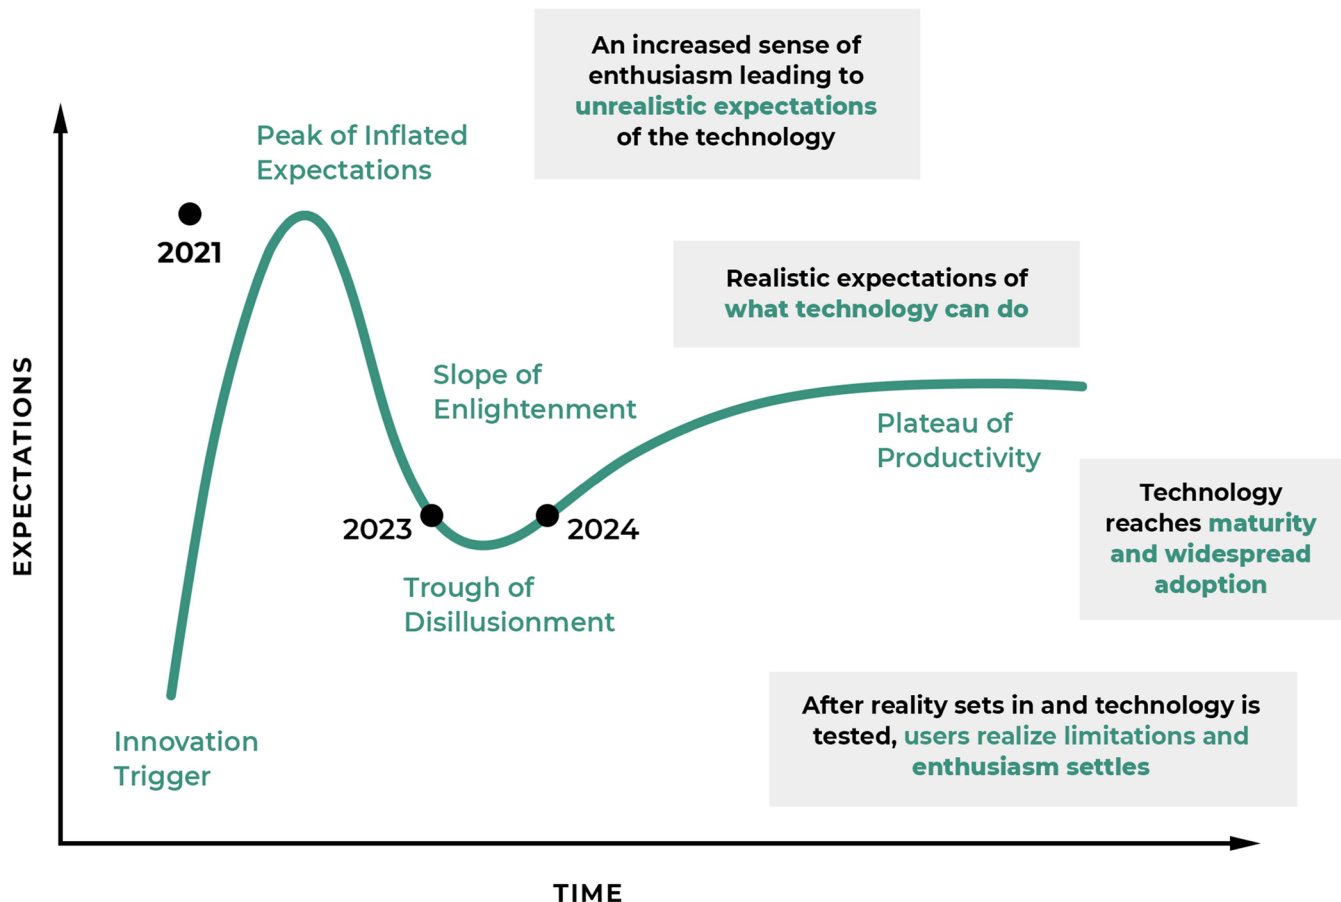 An increased sense of
enthusiasm leading to
unrealistic expectations
of the technology
Peak of Inflated
Expectations
2021
Realistic expectations of
what technology can do
Slope of
Enlightenment
Plateau of
Productivity
EXPECTATIONS
Technology
reaches maturity
and widespread
adoption
2023
2024
Trough of
Disillusionment
After reality sets in and technology is
tested, users realize limitations and
enthusiasm settles
Innovation
Trigger
TIME